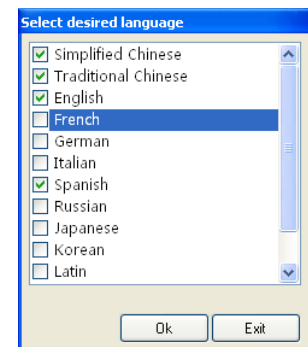 Select desired language
Simplified Chinese
Traditional Chinese
English
French
German
Italian
Spanish
Russian
Japanese
Korean
Latin
Ok
Exit